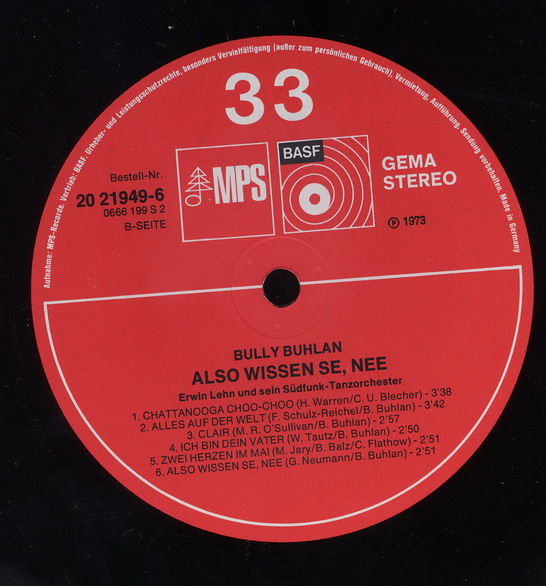 Aufnahme: MPS-Records. Vertrieb: BASF. Urheber- und Leistungsschutzrechte, besonders Vervielfältigung (außer zum persönlichen Gebrauch), Vermietung, Aufführung, Sendung vorbehalten. Made in Germany
33
Bestell-Nr.
20 21949-6
0666 199 S 2
B-SEITE
MPS
BASF
GEMA
STEREO
Ⓟ 1973
BULLY BUHLAN
ALSO WISSEN SE, NEE
Erwin Lehn und sein Südfunk-Tanzorchester
1. CHATTANOOGA CHOO-CHOO (H. Warren/C. U. Blecher) - 3'38
2. ALLES AUF DER WELT (F. Schulz-Reichel/B. Buhlan) - 3'42
3. CLAIR (M. R. O'Sullivan/B. Buhlan) - 2'57
4. ICH BIN DEIN VATER (W. Tautz/B. Buhlan) - 2'50
5. ZWEI HERZEN IM MAI (M. Jary/B. Balz/C. Flathow) - 2'51
6. ALSO WISSEN SE, NEE (G. Neumann/B. Buhlan) - 2'51